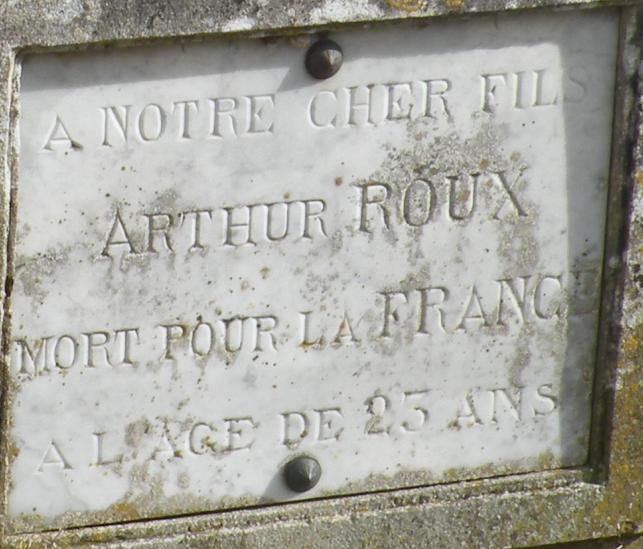 A NOTRE CHER FILS
ARTHUR ROUX
MORT POUR LA FRANCE
A L'AGE DE 23 ANS